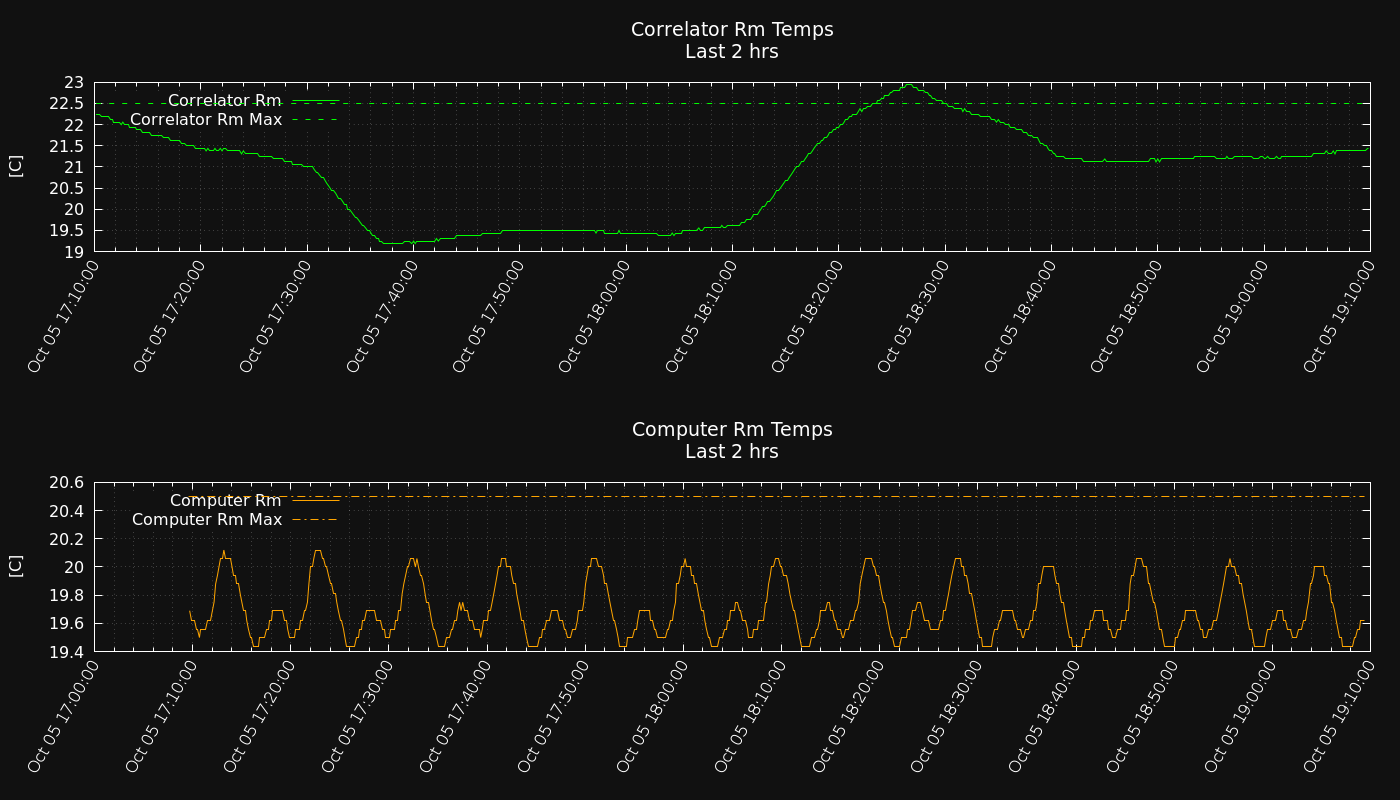 Correlator Rm Temps
Last 2 hrs
23
22.5
22
21.5
21
20.5
20
19.5
19
[C]
Correlator Rm
Correlator Rm Max
Oct 05 17:10:00
Oct 05 17:20:00
Oct 05 17:30:00
Oct 05 17:40:00
Oct 05 17:50:00
Oct 05 18:00:00
Oct 05 18:10:00
Oct 05 18:20:00
Oct 05 18:30:00
Oct 05 18:40:00
Oct 05 18:50:00
Oct 05 19:00:00
Oct 05 19:10:00
Computer Rm Temps
Last 2 hrs
20.6
20.4
20.2
20
19.8
19.6
19.4
[C]
Computer Rm
Computer Rm Max
Oct 05 17:00:00
Oct 05 17:10:00
Oct 05 17:20:00
Oct 05 17:30:00
Oct 05 17:40:00
Oct 05 17:50:00
Oct 05 18:00:00
Oct 05 18:10:00
Oct 05 18:20:00
Oct 05 18:30:00
Oct 05 18:40:00
Oct 05 18:50:00
Oct 05 19:00:00
Oct 05 19:10:00